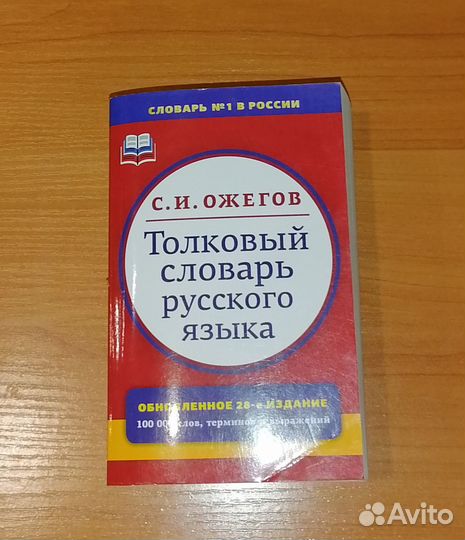 СЛОВАРЬ №1 В РОССИИ
С.И.ОЖЕГОВ
Толковый
словарь
русского
языка
ОБНОВЛЕННОЕ 28-е ИЗДАНИЕ
100 000 слов, терминов и выражений
Avito